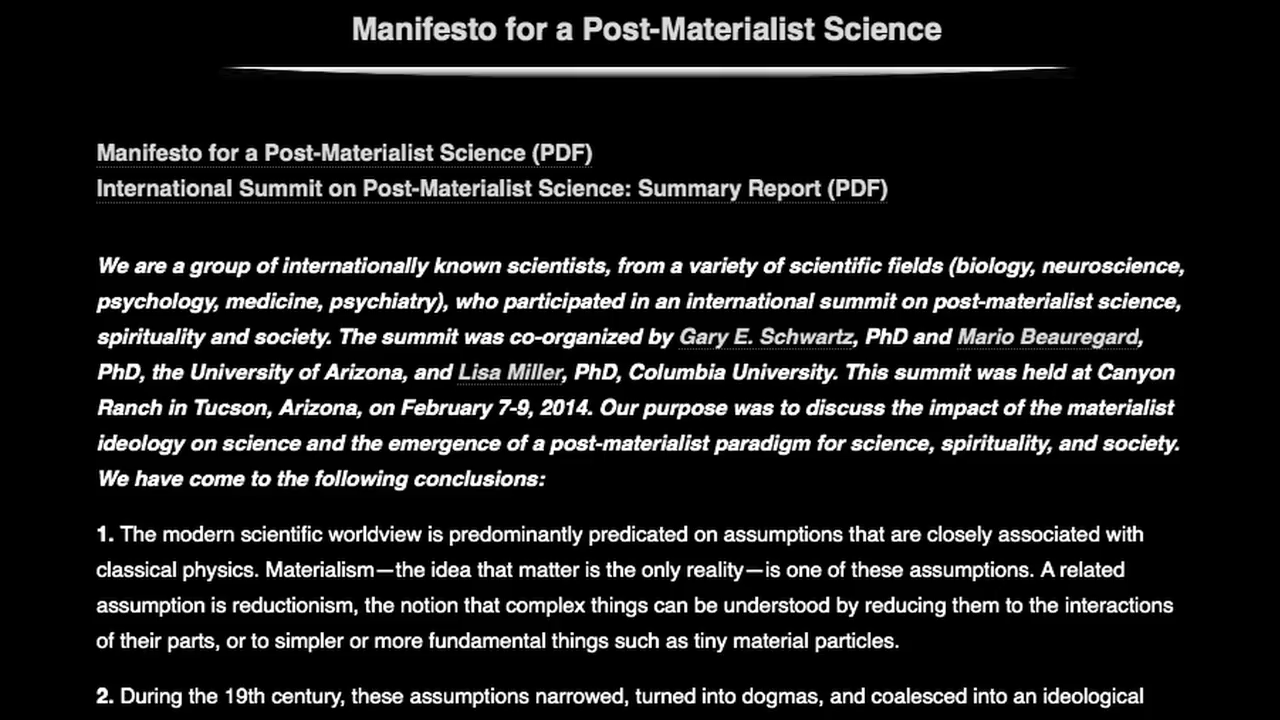 Manifesto for a Post-Materialist Science
Manifesto for a Post-Materialist Science (PDF)
International Summit on Post-Materialist Science: Summary Report (PDF)
We are a group of internationally known scientists, from a variety of scientific fields (biology, neuroscience,
psychology, medicine, psychiatry), who participated in an international summit on post-materialist science,
spirituality and society. The summit was co-organized by Gary E. Schwartz, PhD and Mario Beauregard,
PhD, the University of Arizona, and Lisa Miller, PhD, Columbia University. This summit was held at Canyon
Ranch in Tucson, Arizona, on February 7-9, 2014. Our purpose was to discuss the impact of the materialist
ideology on science and the emergence of a post-materialist paradigm for science, spirituality, and society.
We have come to the following conclusions:
1. The modern scientific worldview is predominantly predicated on assumptions that are closely associated with
classical physics. Materialism—the idea that matter is the only reality—is one of these assumptions. A related
assumption is reductionism, the notion that complex things can be understood by reducing them to the interactions
of their parts, or to simpler or more fundamental things such as tiny material particles.
2. During the 19th century, these assumptions narrowed, turned into dogmas, and coalesced into an ideological